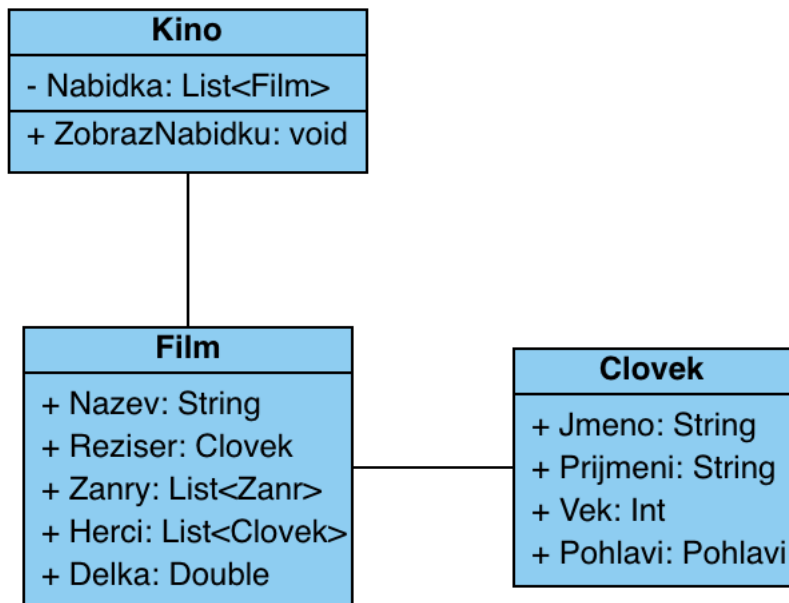 Kino
- Nabidka: List<Film>
+ ZobrazNabidku: void
Film
+ Nazev: String
+ Reziser: Clovek
+ Zanry: List<Zanr>
+ Herci: List<Clovek>
+ Delka: Double
Clovek
+ Jmeno: String
+ Prijmeni: String
+ Vek: Int
+ Pohlavi: Pohlavi